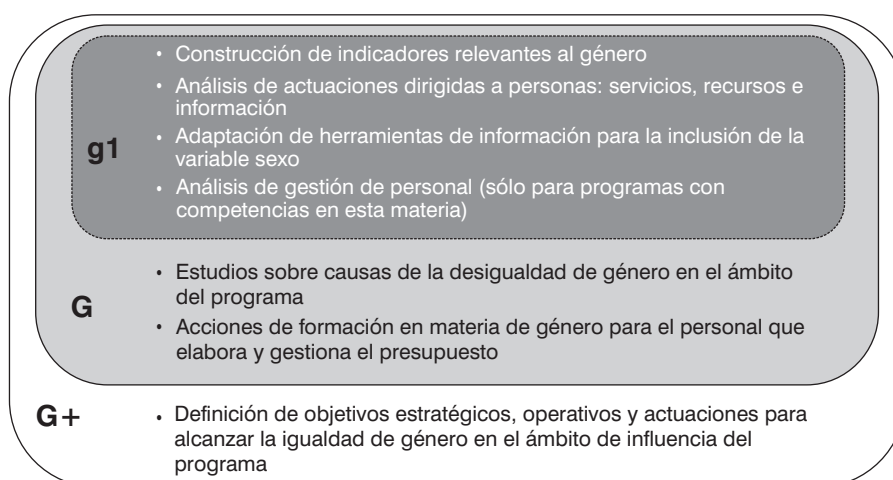 • Construcción de indicadores relevantes al género
• Análisis de actuaciones dirigidas a personas: servicios, recursos e
información
g1
• Adaptación de herramientas de información para la inclusión de la
variable sexo
• Análisis de gestión de personal (sólo para programas con
competencias en esta materia)
• Estudios sobre causas de la desigualdad de género en el ámbito
del programa
G
• Acciones de formación en materia de género para el personal que
elabora y gestiona el presupuesto
G+
• Definición de objetivos estratégicos, operativos y actuaciones para
alcanzar la igualdad de género en el ámbito de influencia del
programa